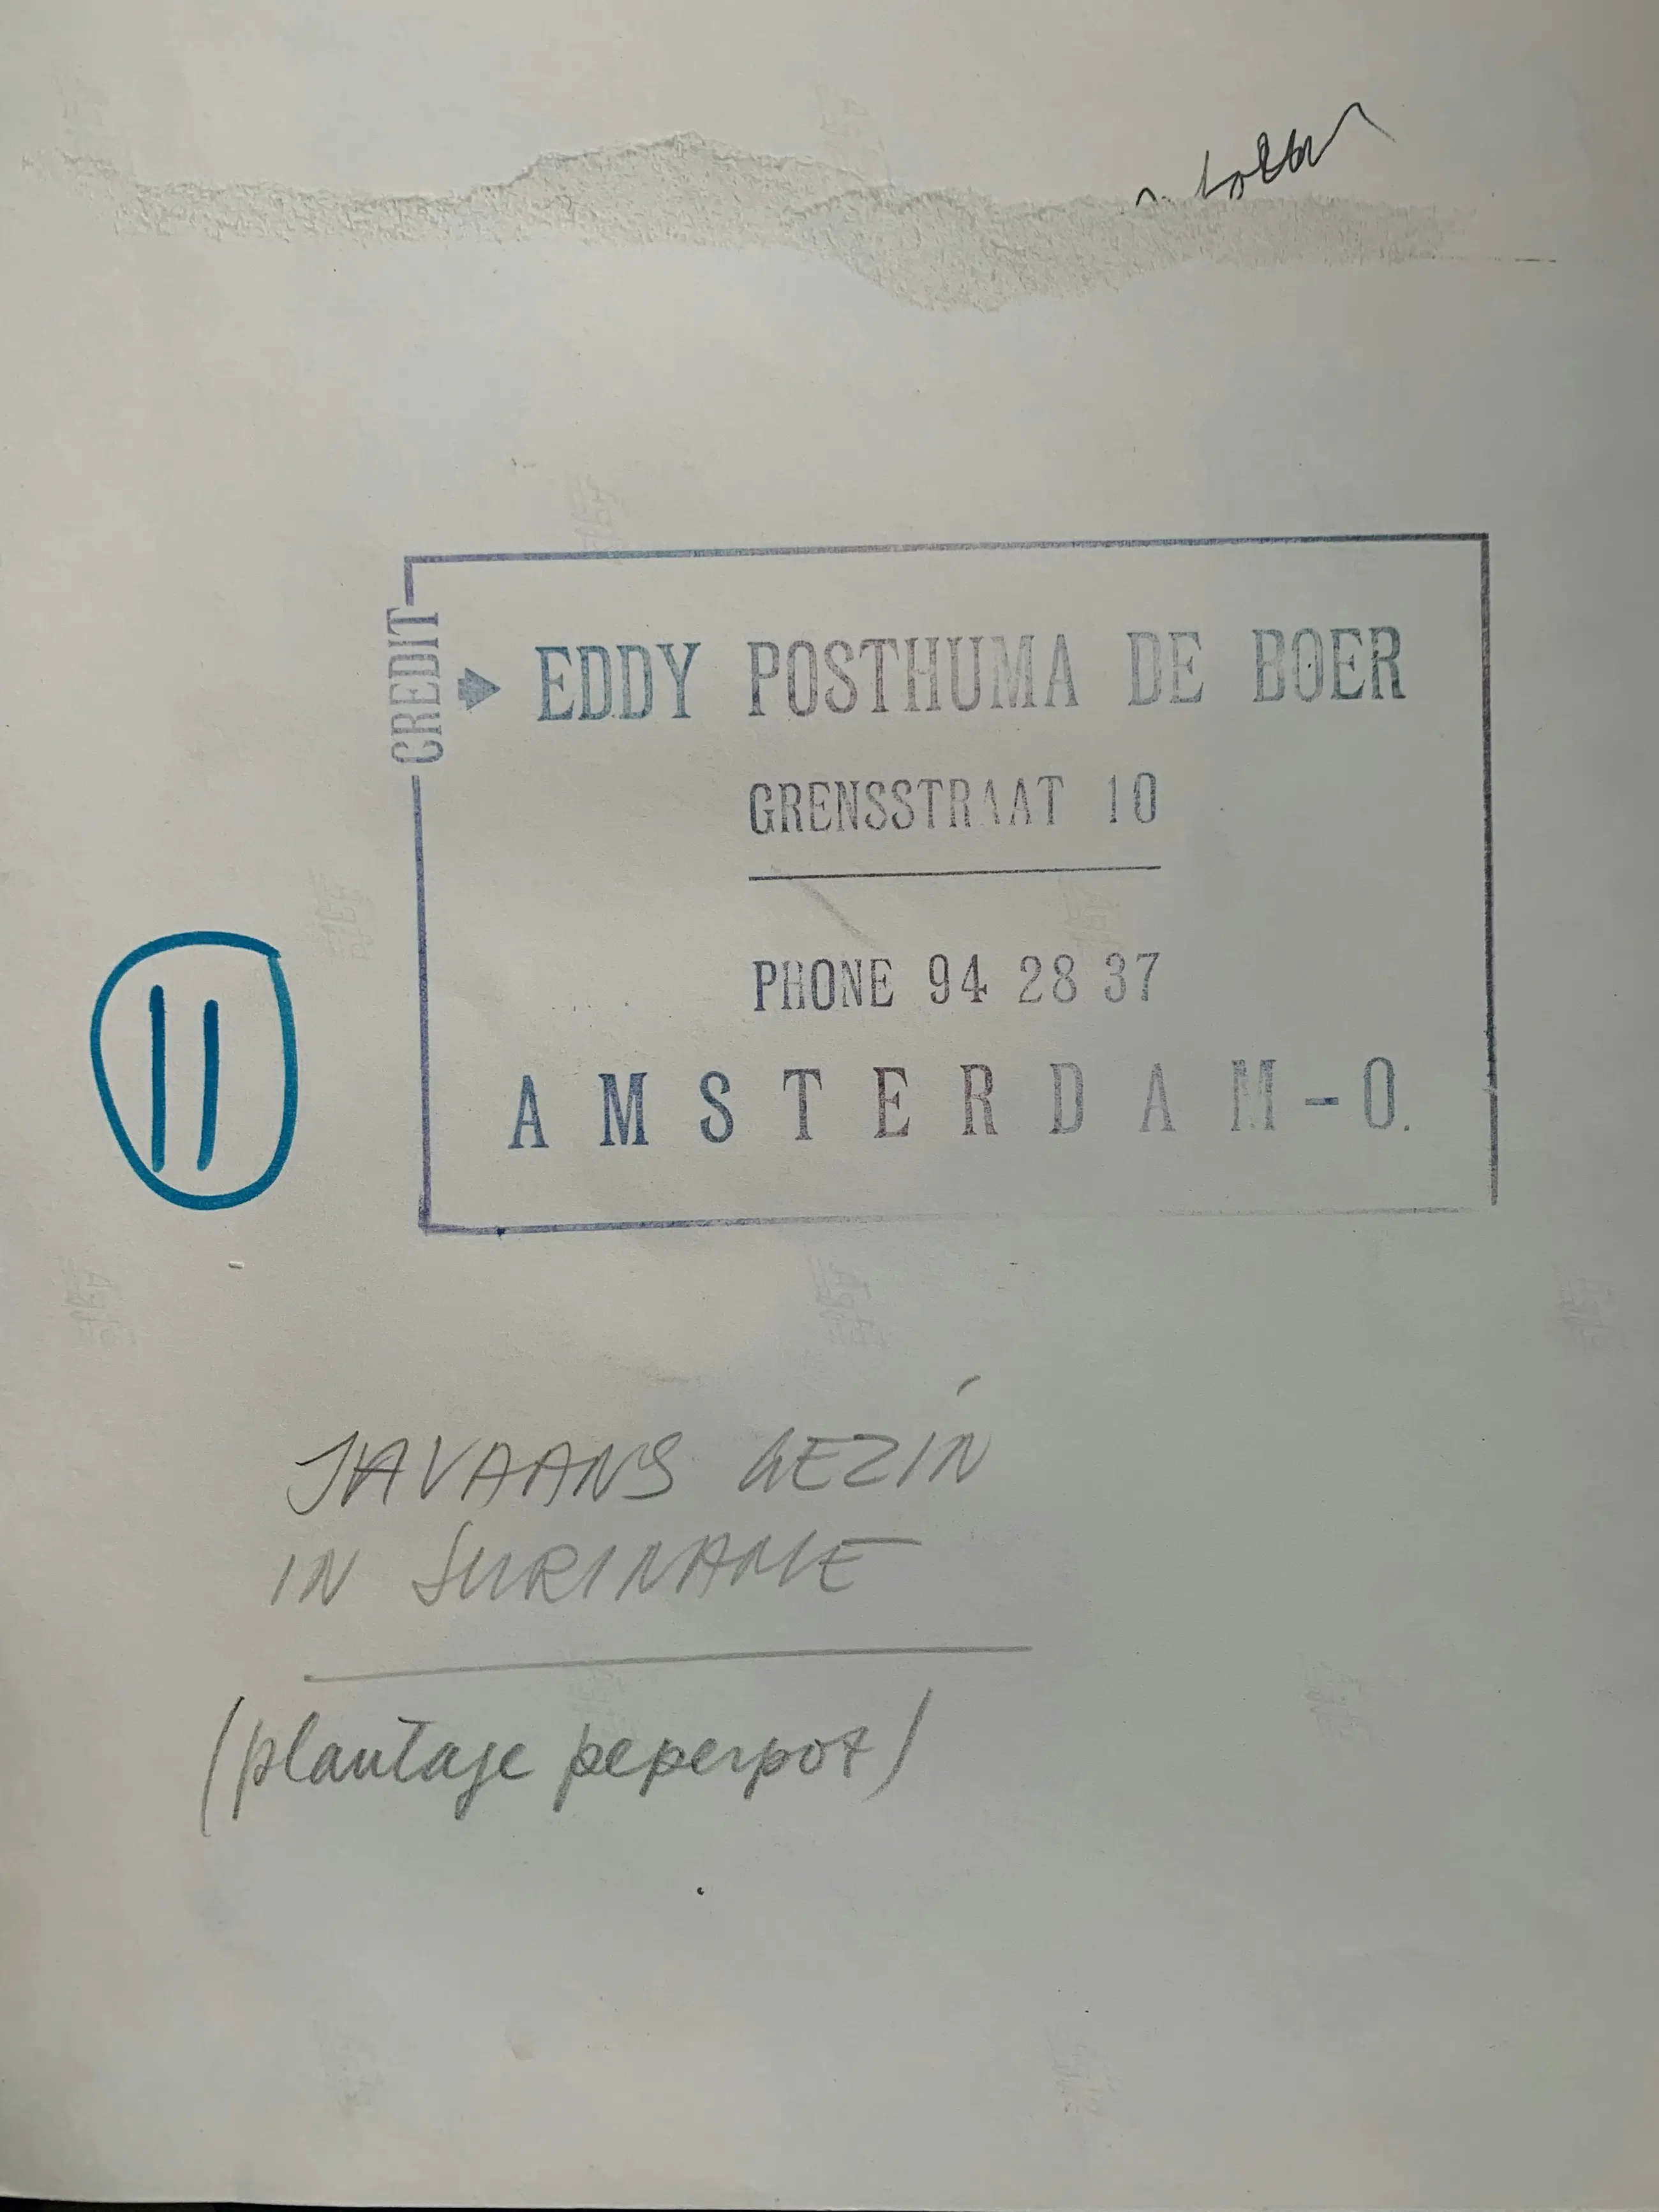 CREDIT
EDDY POSTHUMA DE BOER
GRENSSTRAAT 10
PHONE 94 28 37
AMSTERDAM-O.
11
JAVAANS GEZIN
IN SURINAME
(plantage peperpot)